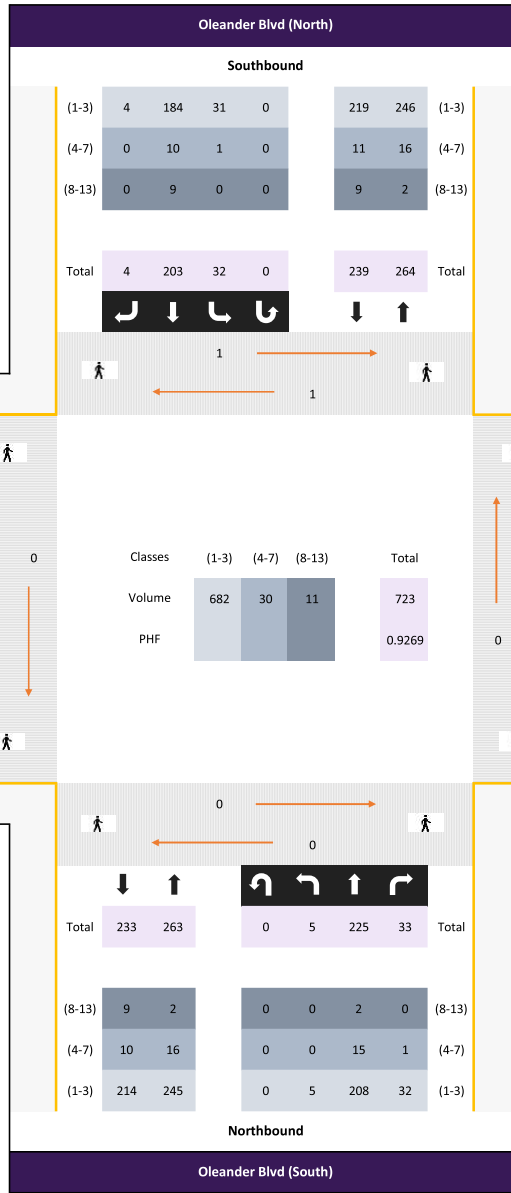 Oleander Blvd (North)
Southbound
(1-3) 4 184 31 0 219 246 (1-3)
(4-7) 0 10 1 0 11 16 (4-7)
(8-13) 0 9 0 0 9 2 (8-13)
Total 4 203 32 0 239 264 Total
1
1
0
Classes (1-3) (4-7) (8-13) Total
Volume 682 30 11 723
PHF 0.9269
0
0
0
Total 233 263 0 5 225 33 Total
(8-13) 9 2 0 0 2 0 (8-13)
(4-7) 10 16 0 0 15 1 (4-7)
(1-3) 214 245 0 5 208 32 (1-3)
Northbound
Oleander Blvd (South)